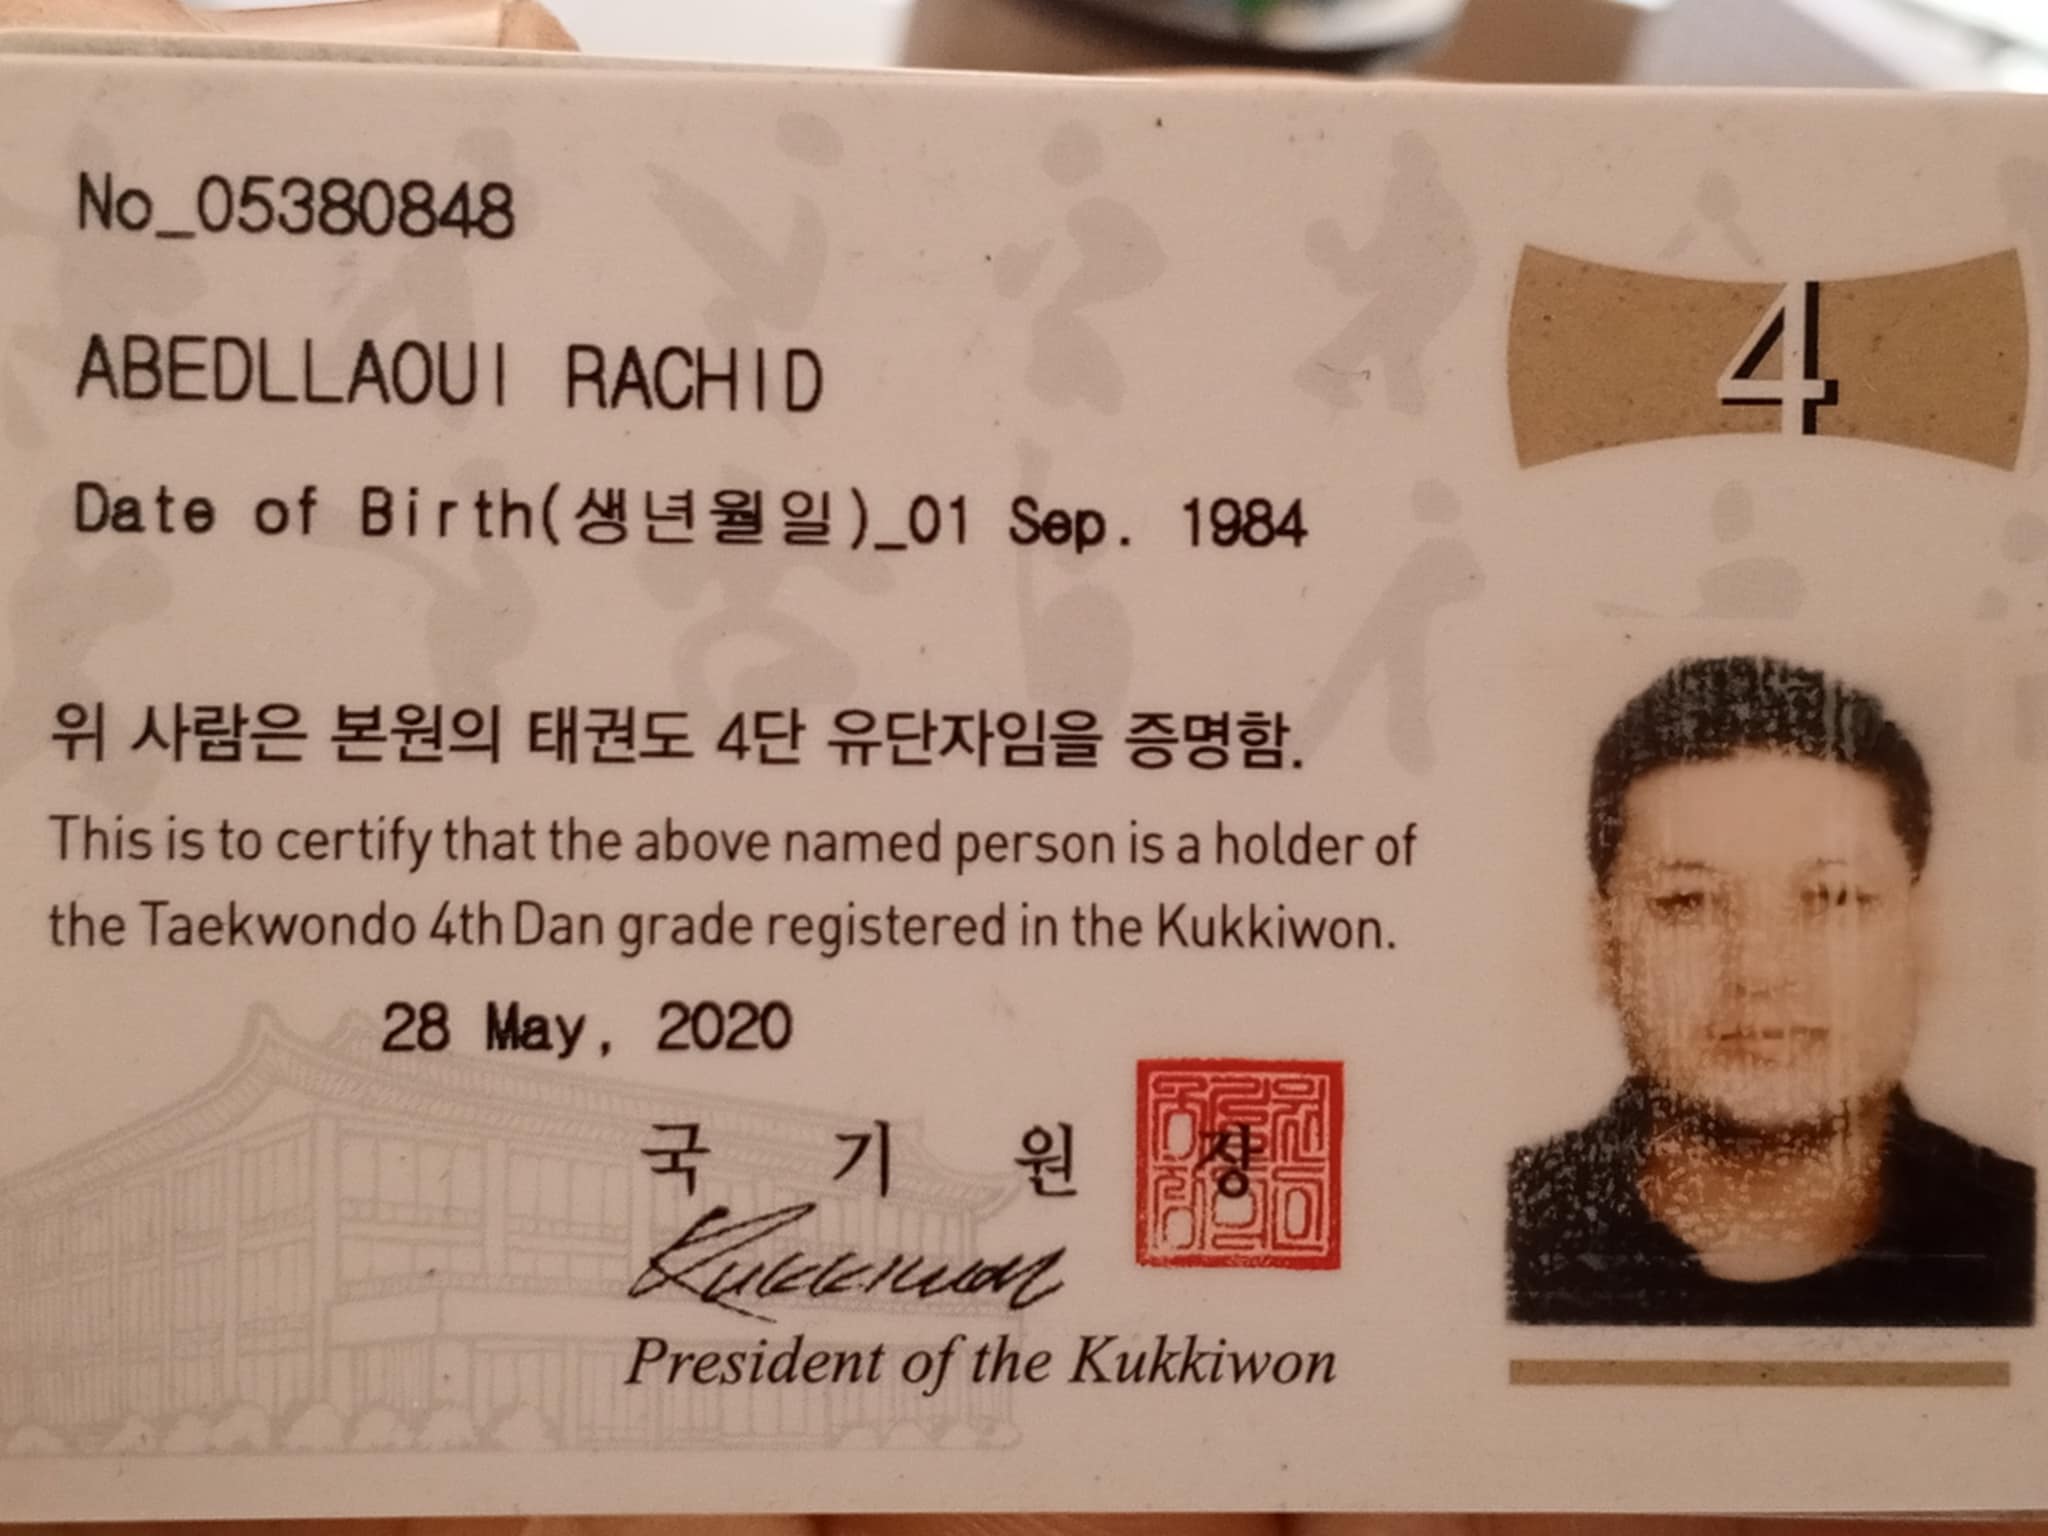 No_05380848
4
ABEDLLAOUI RACHID
Date of Birth(생년월일)_01 Sep. 1984
위 사람은 본원의 태권도 4단 유단자임을 증명함.
This is to certify that the above named person is a holder of
the Taekwondo 4th Dan grade registered in the Kukkiwon.
28 May, 2020
국 기 원 장
Kukkiwon
President of the Kukkiwon